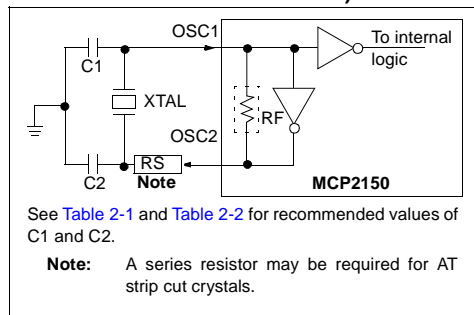 OSC1
To internal
logic
C1
XTAL
RF
OSC2
RS
C2
Note
MCP2150
See Table 2-1 and Table 2-2 for recommended values of
C1 and C2.
Note: A series resistor may be required for AT
strip cut crystals.